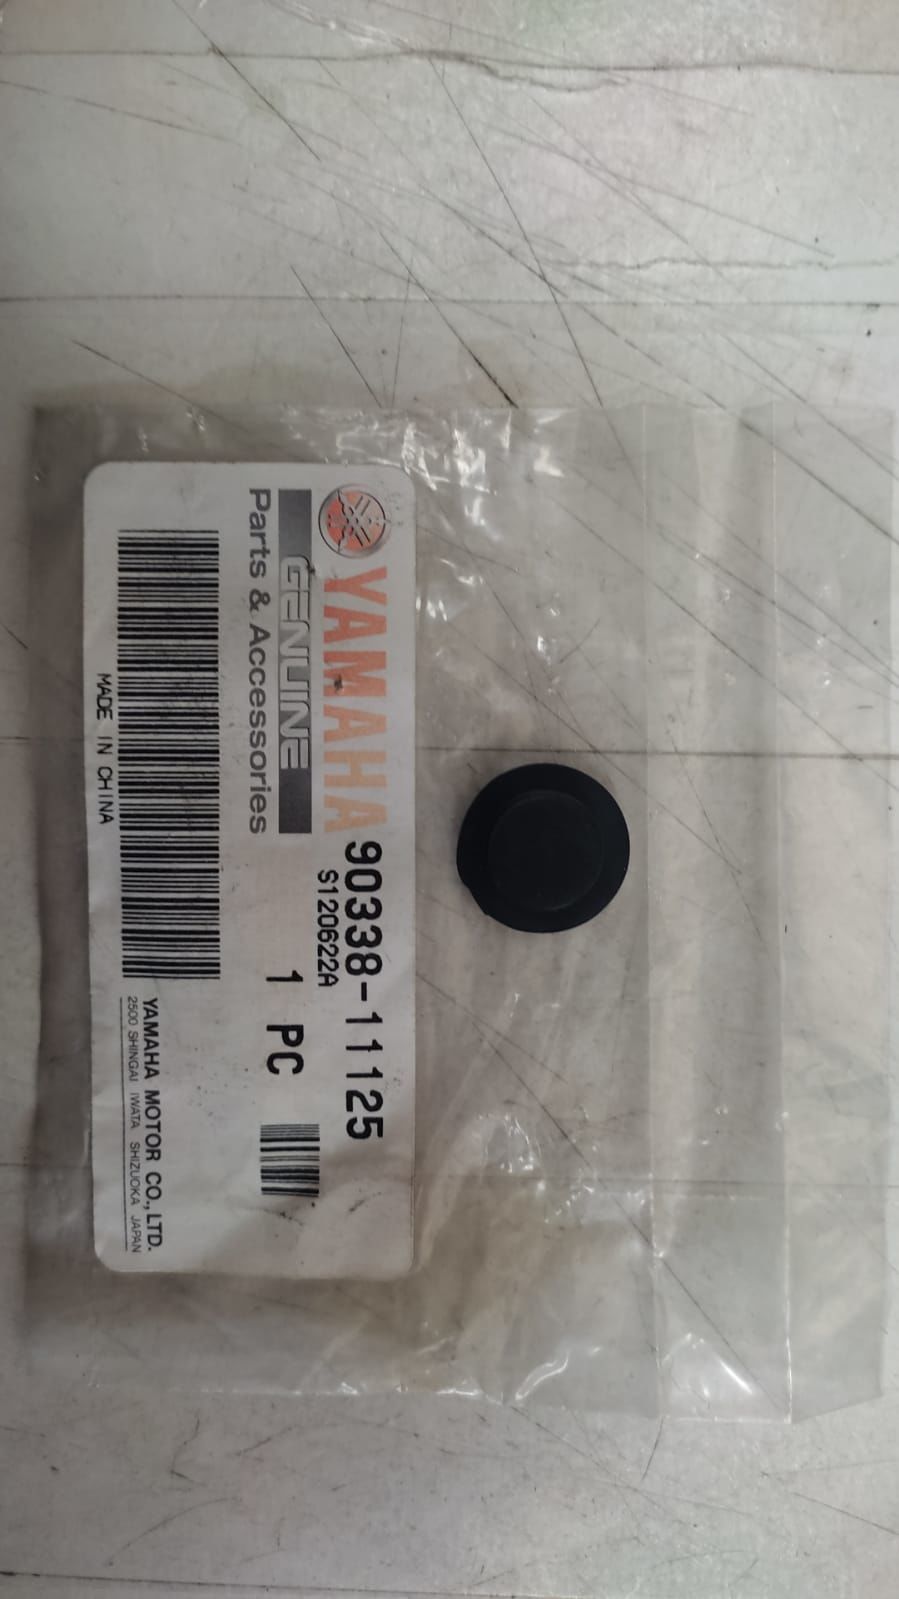 YAMAHA
GENUINE
Parts & Accessories
90338-11125
S120622A
1 PC
MADE IN CHINA
YAMAHA MOTOR CO., LTD.
2500 SHINGAI IWATA SHIZUOKA JAPAN